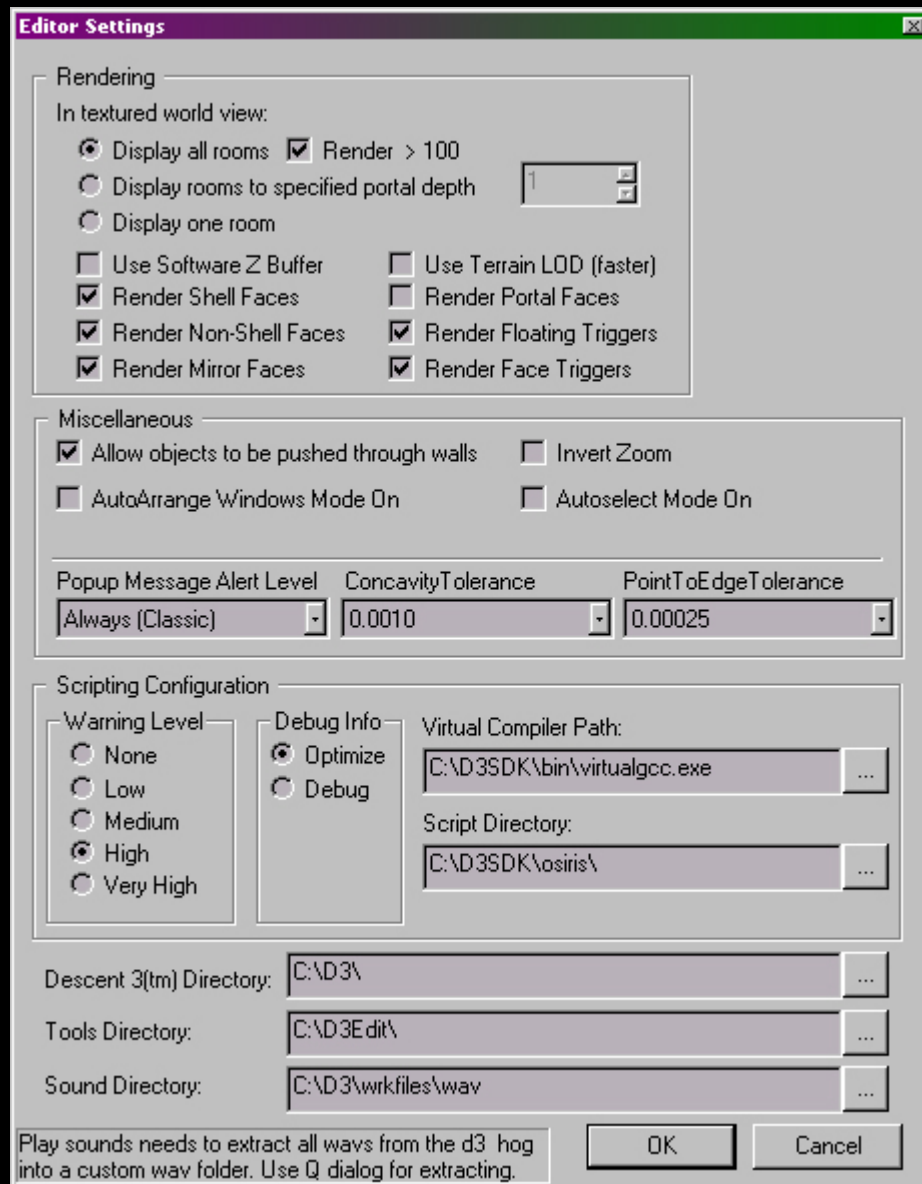 Editor Settings
Rendering
In textured world view:
Display all rooms Render > 100
Display rooms to specified portal depth 1
Display one room
Use Software Z Buffer Use Terrain LOD (faster)
Render Shell Faces Render Portal Faces
Render Non-Shell Faces Render Floating Triggers
Render Mirror Faces Render Face Triggers
Miscellaneous
Allow objects to be pushed through walls Invert Zoom
AutoArrange Windows Mode On Autoselect Mode On
Popup Message Alert Level ConcavityTolerance PointToEdgeTolerance
Always (Classic) 0.0010 0.00025
Scripting Configuration
Warning Level
None
Low
Medium
High
Very High
Debug Info
Optimize
Debug
Virtual Compiler Path:
C:\D3SDK\bin\virtualgcc.exe ...
Script Directory:
C:\D3SDK\osiris\ ...
Descent 3(tm) Directory: C:\D3\ ...
Tools Directory: C:\D3Edit\ ...
Sound Directory: C:\D3\wrkfiles\wav ...
Play sounds needs to extract all wavs from the d3 hog
into a custom wav folder. Use Q dialog for extracting.
OK Cancel